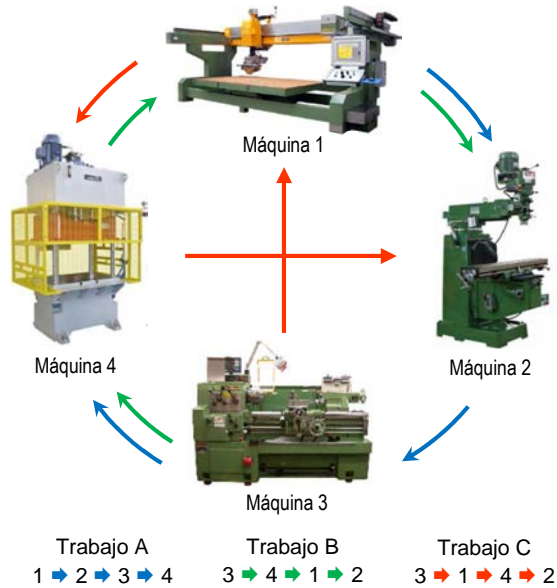 Máquina 1
Máquina 4
Máquina 2
Máquina 3
Trabajo A
1 ➡ 2 ➡ 3 ➡ 4
Trabajo B
3 ➡ 4 ➡ 1 ➡ 2
Trabajo C
3 ➡ 1 ➡ 4 ➡ 2